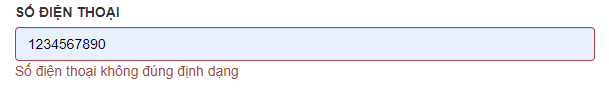 SỐ ĐIỆN THOẠI
1234567890
Số điện thoại không đúng định dạng